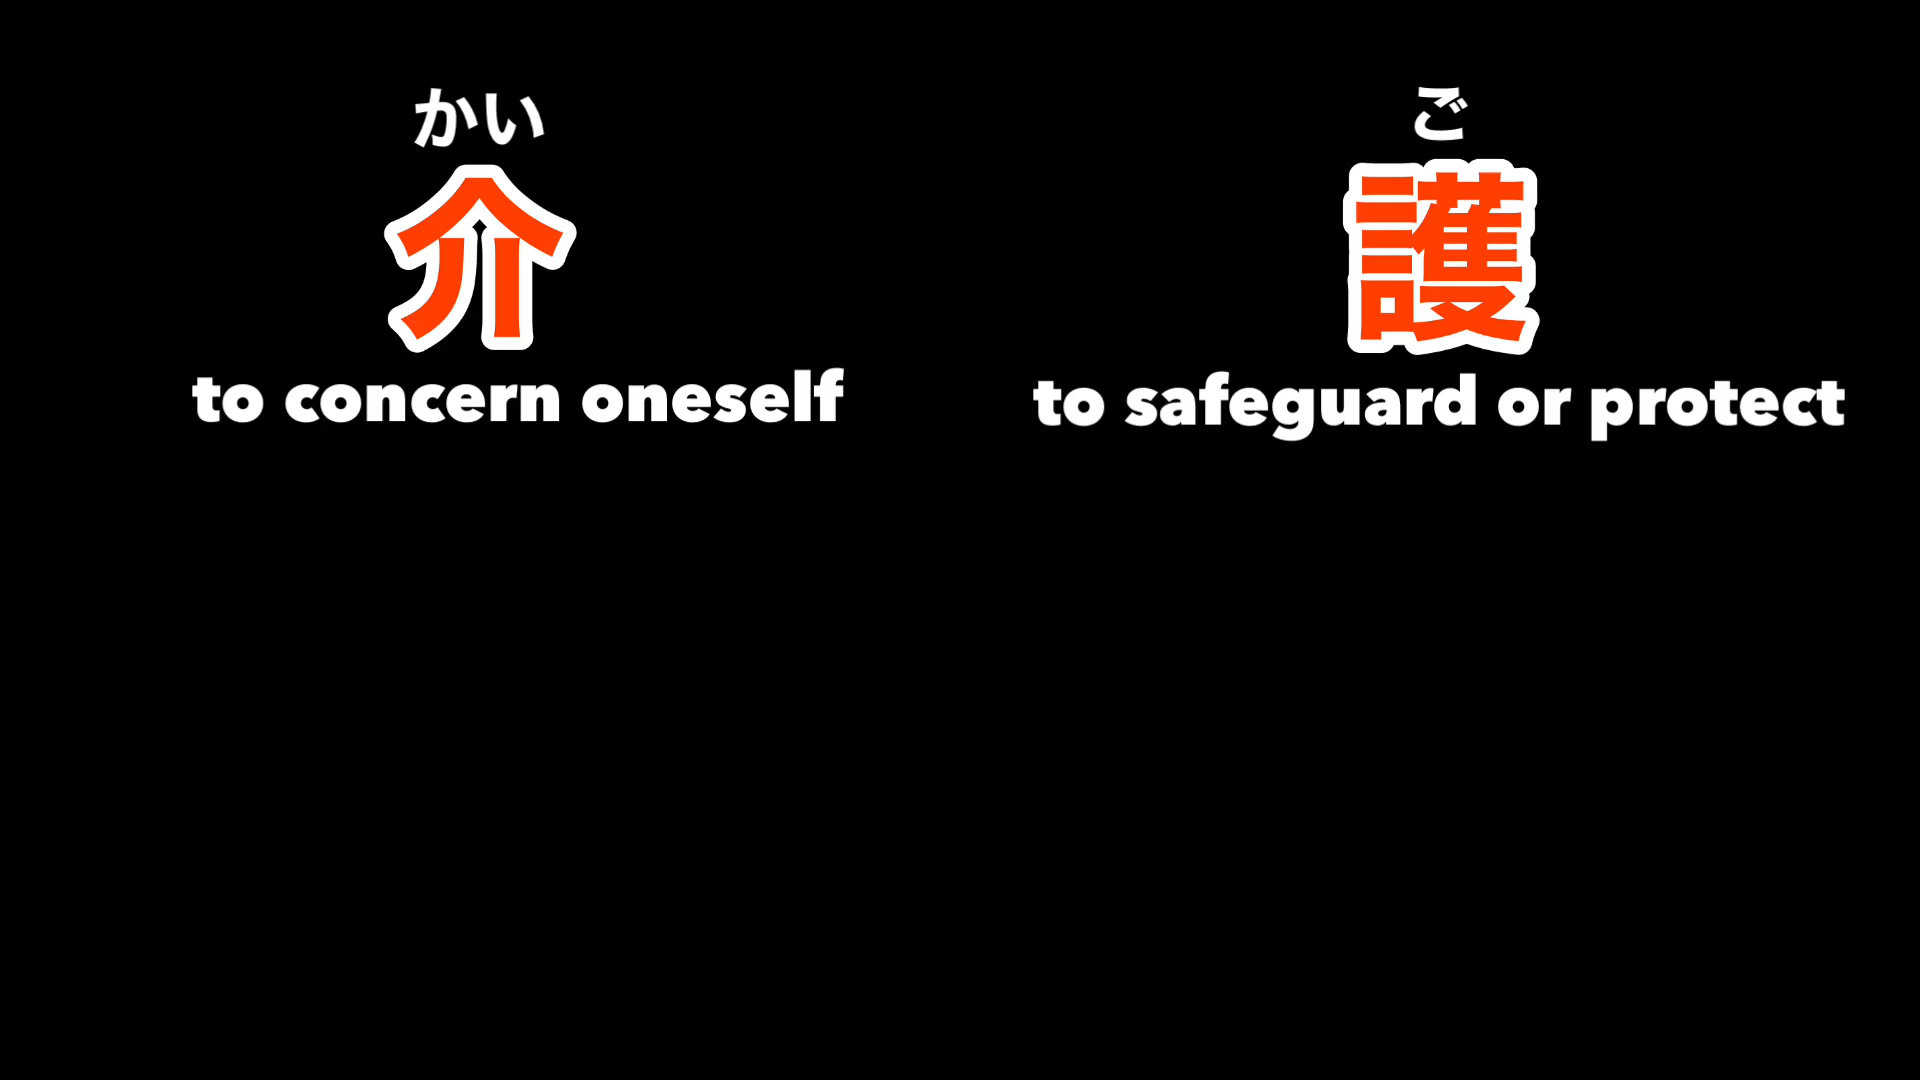 かい
介
to concern oneself
ご
護
to safeguard or protect